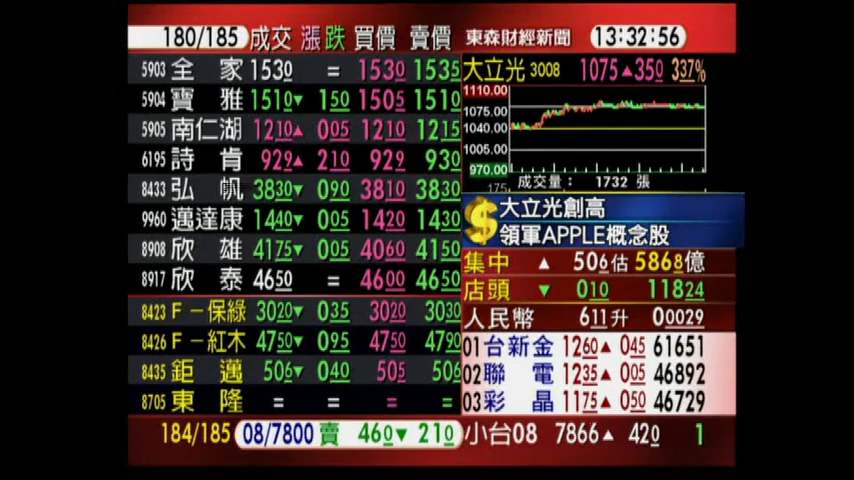 180/185 成交 漲跌 買價 賣價 東森財經新聞 13:32:56
5903 全家 1530 = 1530 1535
5904 寶雅 1510▼ 150 1505 1510
5905 南仁湖 1210▲ 005 1210 1215
6195 詩肯 929▲ 210 929 930
8433 弘帆 3830▼ 090 3810 3830
9960 邁達康 1440▼ 005 1420 1430
8908 欣雄 4175▼ 005 4060 4150
8917 欣泰 4650 = 4600 4650
8423 F－保綠 3020▼ 035 3020 3030
8426 F－紅木 4750▼ 095 4750 4790
8435 鉅邁 506▼ 040 505 506
8705 東隆 = = = =
184/185 08/7800 賣 460▼ 210
大立光 3008 1075▲350 337%
1110.00
1075.00
1040.00
1005.00
970.00
175
成交量： 1732 張
$ 大立光創高
領軍APPLE概念股
集中 ▲ 506估5868億
店頭 ▼ 010 11824
人民幣 611升 00029
01台新金 1260▲ 045 61651
02聯電 1235▲ 005 46892
03彩晶 1175▲ 050 46729
小台08 7866▲ 420 1